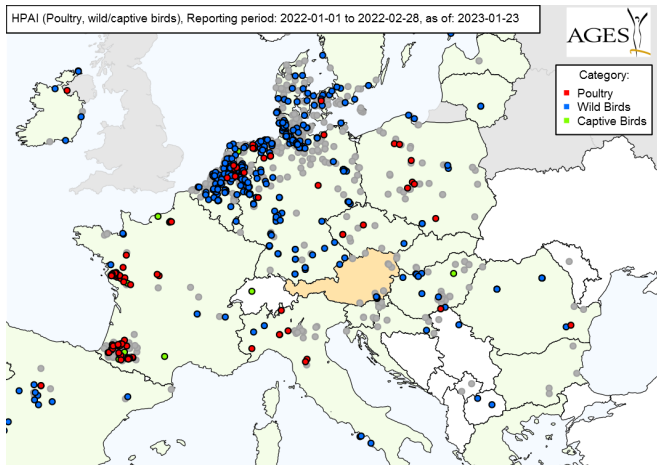 HPAI (Poultry, wild/captive birds), Reporting period: 2022-01-01 to 2022-02-28, as of: 2023-01-23
AGES
Category:
Poultry
Wild Birds
Captive Birds